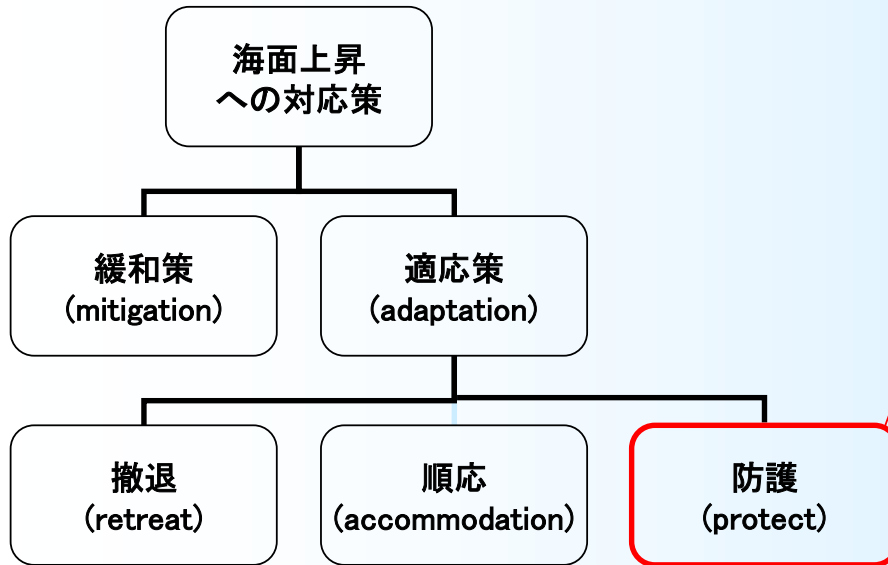 海面上昇
への対応策
緩和策
(mitigation)
適応策
(adaptation)
撤退
(retreat)
順応
(accommodation)
防護
(protect)